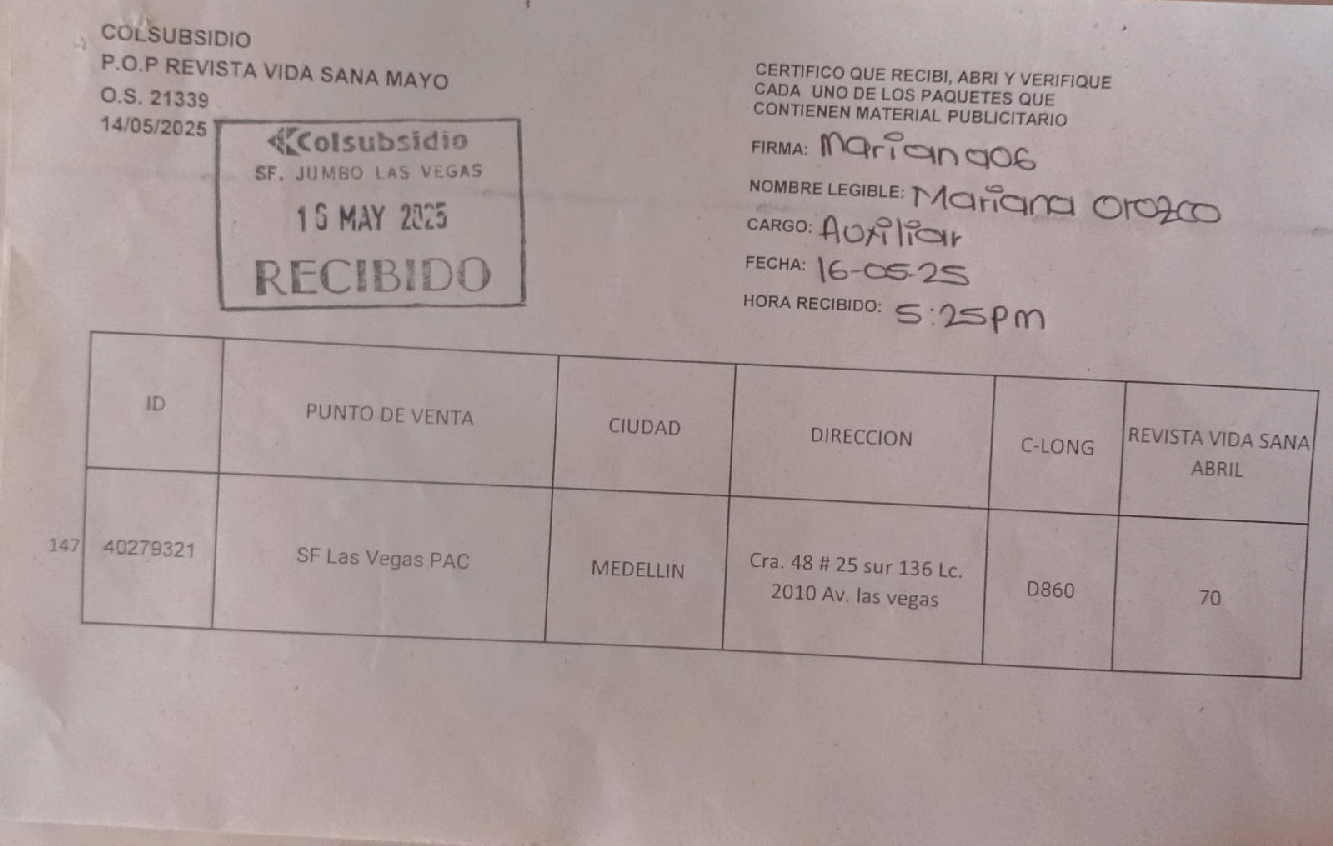 COLSUBSIDIO
P.O.P REVISTA VIDA SANA MAYO
O.S. 21339
14/05/2025
Colsubsidio
SF. JUMBO LAS VEGAS
16 MAY 2025
RECIBIDO
CERTIFICO QUE RECIBI, ABRI Y VERIFIQUE
CADA UNO DE LOS PAQUETES QUE
CONTIENEN MATERIAL PUBLICITARIO
FIRMA: Mariana06
NOMBRE LEGIBLE: Mariana Orozco
CARGO: Auxiliar
FECHA: 16-05-25
HORA RECIBIDO: 5:25pm
ID
PUNTO DE VENTA
CIUDAD
DIRECCION
C-LONG
REVISTA VIDA SANA
ABRIL
147
40279321
SF Las Vegas PAC
MEDELLIN
Cra. 48 # 25 sur 136 Lc.
2010 Av. las vegas
D860
70